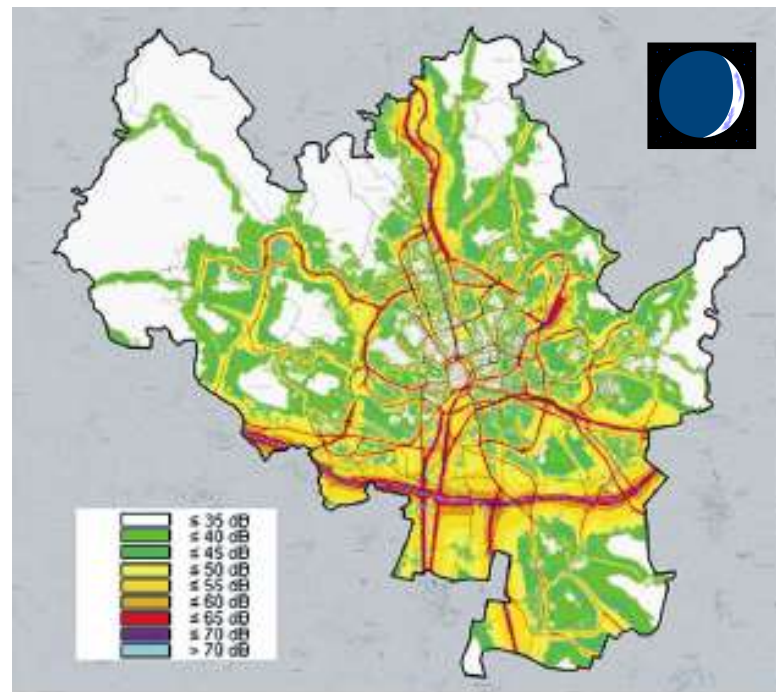 ≤ 35 dB
≤ 40 dB
≤ 45 dB
≤ 50 dB
≤ 55 dB
≤ 60 dB
≤ 65 dB
≤ 70 dB
> 70 dB